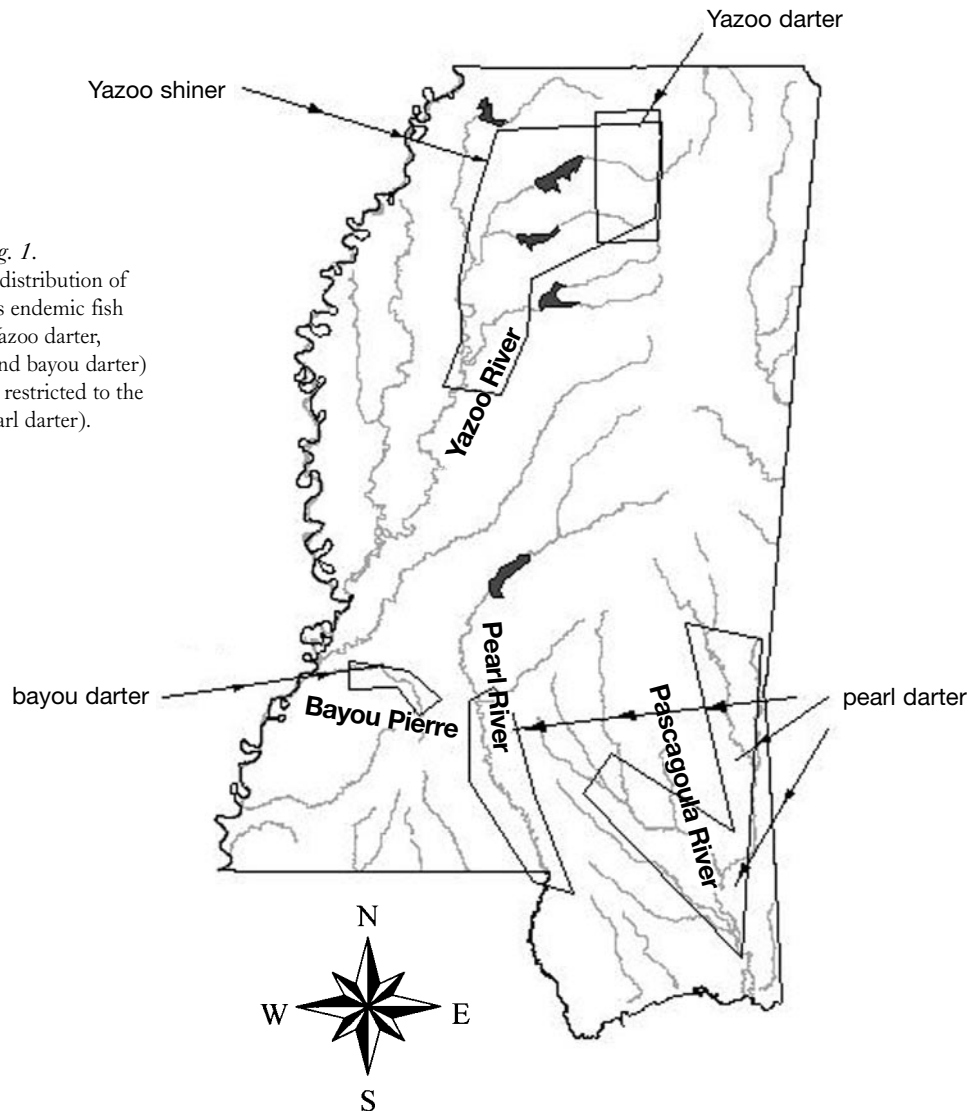 Yazoo darter
Yazoo shiner
g. 1.
distribution of
s endemic fish
azoo darter,
nd bayou darter)
restricted to the
arl darter).
Yazoo River
Pearl River
bayou darter
Bayou Pierre
Pascagoula River
pearl darter
N
W
E
S